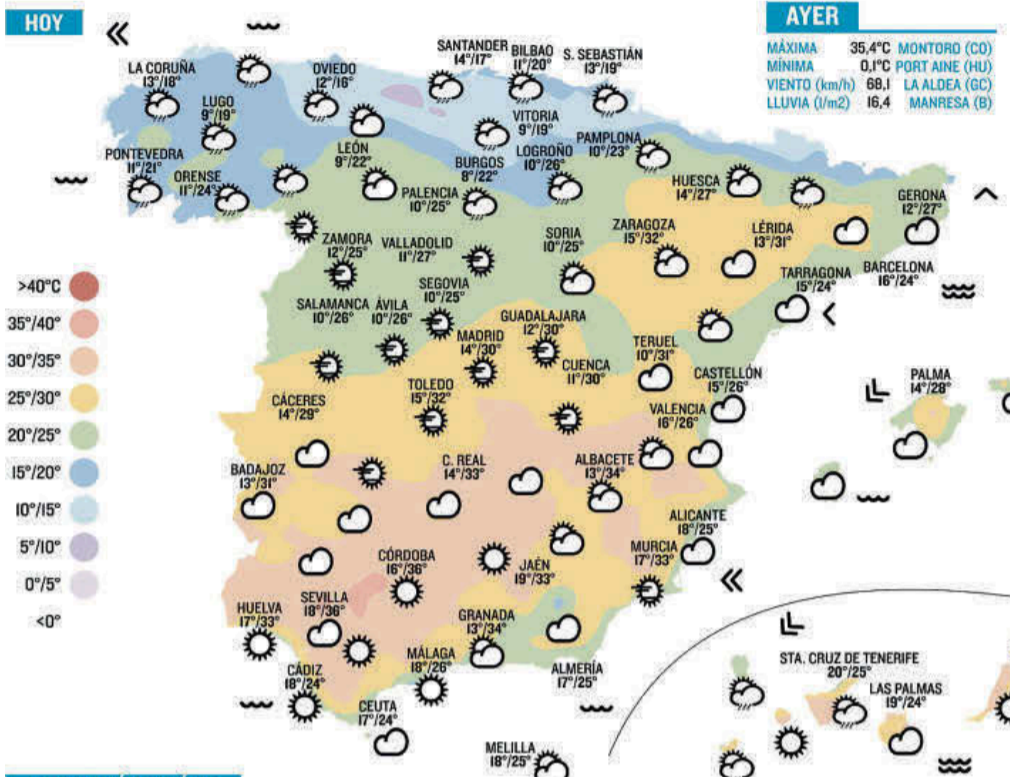 HOY
AYER
MÁXIMA 35,4°C MONTORO (CO)
MÍNIMA 0,1°C PORT AINE (HU)
VIENTO (km/h) 68,1 LA ALDEA (GC)
LLUVIA (l/m2) 16,4 MANRESA (B)
SANTANDER
14°/17°
BILBAO
11°/20°
S. SEBASTIÁN
13°/19°
LA CORUÑA
13°/18°
OVIEDO
12°/16°
LUGO
9°/19°
VITORIA
9°/19°
PAMPLONA
10°/23°
LEÓN
9°/22°
PONTEVEDRA
11°/21°
ORENSE
11°/24°
BURGOS
8°/22°
LOGROÑO
10°/26°
PALENCIA
10°/25°
HUESCA
14°/27°
GERONA
12°/27°
ZAMORA
12°/25°
VALLADOLID
11°/27°
SORIA
10°/25°
ZARAGOZA
15°/32°
LÉRIDA
13°/31°
TARRAGONA
15°/24°
BARCELONA
16°/24°
SEGOVIA
10°/25°
SALAMANCA
10°/26°
ÁVILA
10°/26°
MADRID
14°/30°
GUADALAJARA
12°/30°
CUENCA
11°/30°
TERUEL
10°/31°
CASTELLÓN
15°/26°
PALMA
14°/28°
CÁCERES
14°/29°
TOLEDO
15°/32°
VALENCIA
16°/26°
BADAJOZ
13°/31°
C. REAL
14°/33°
ALBACETE
13°/34°
ALICANTE
18°/25°
MURCIA
17°/33°
CÓRDOBA
16°/36°
JAÉN
19°/33°
HUELVA
17°/33°
SEVILLA
18°/36°
GRANADA
13°/34°
CÁDIZ
18°/24°
MÁLAGA
18°/26°
ALMERÍA
17°/25°
CEUTA
17°/24°
MELILLA
18°/25°
STA. CRUZ DE TENERIFE
20°/25°
LAS PALMAS
19°/24°
>40°C
35°/40°
30°/35°
25°/30°
20°/25°
15°/20°
10°/15°
5°/10°
0°/5°
<0°